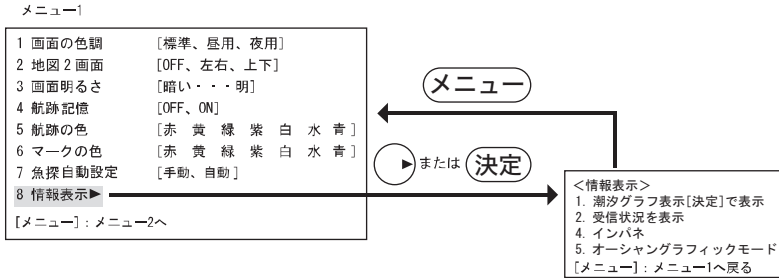 メニュー1
1 画面の色調 [標準、昼用、夜用]
2 地図2画面 [OFF、左右、上下]
3 画面明るさ [暗い・・・明]
4 航跡記憶 [OFF、ON]
5 航跡の色 [赤 黄 緑 紫 白 水 青]
6 マークの色 [赤 黄 緑 紫 白 水 青]
7 魚探自動設定 [手動、自動]
8 情報表示▶
[メニュー]:メニュー2へ
メニュー
または 決定
<情報表示>
1. 潮汐グラフ表示[決定]で表示
2. 受信状況を表示
4. インパネ
5. オーシャングラフィックモード
[メニュー]:メニュー1へ戻る